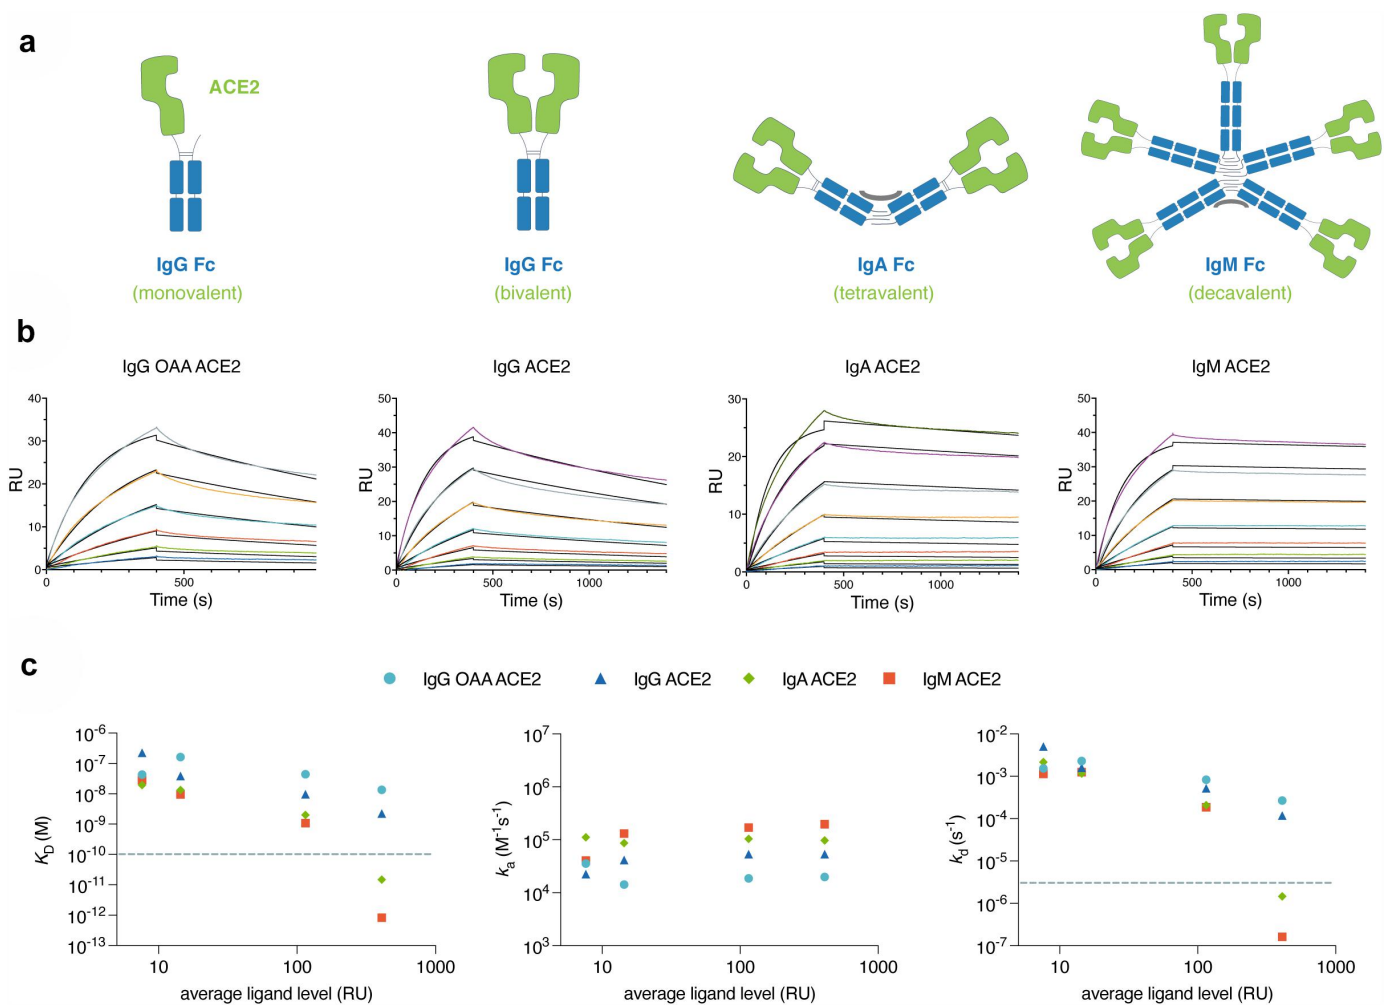 a
ACE2
IgG Fc
(monovalent)
IgG Fc
(bivalent)
IgA Fc
(tetravalent)
IgM Fc
(decavalent)
b
IgG OAA ACE2
40
30
20
10
0
RU
0
500
Time (s)
IgG ACE2
50
40
30
20
10
0
RU
0
500
1000
Time (s)
IgA ACE2
30
20
10
0
RU
0
500
1000
Time (s)
IgM ACE2
50
40
30
20
10
0
RU
0
500
1000
Time (s)
c
IgG OAA ACE2
IgG ACE2
IgA ACE2
IgM ACE2
10⁻⁶
10⁻⁷
10⁻⁸
10⁻⁹
10⁻¹⁰
10⁻¹¹
10⁻¹²
10⁻¹³
K_D (M)
10
100
1000
average ligand level (RU)
10⁷
10⁶
10⁵
10⁴
10³
k_a (M⁻¹s⁻¹)
10
100
1000
average ligand level (RU)
10⁻²
10⁻³
10⁻⁴
10⁻⁵
10⁻⁶
10⁻⁷
k_d (s⁻¹)
10
100
1000
average ligand level (RU)